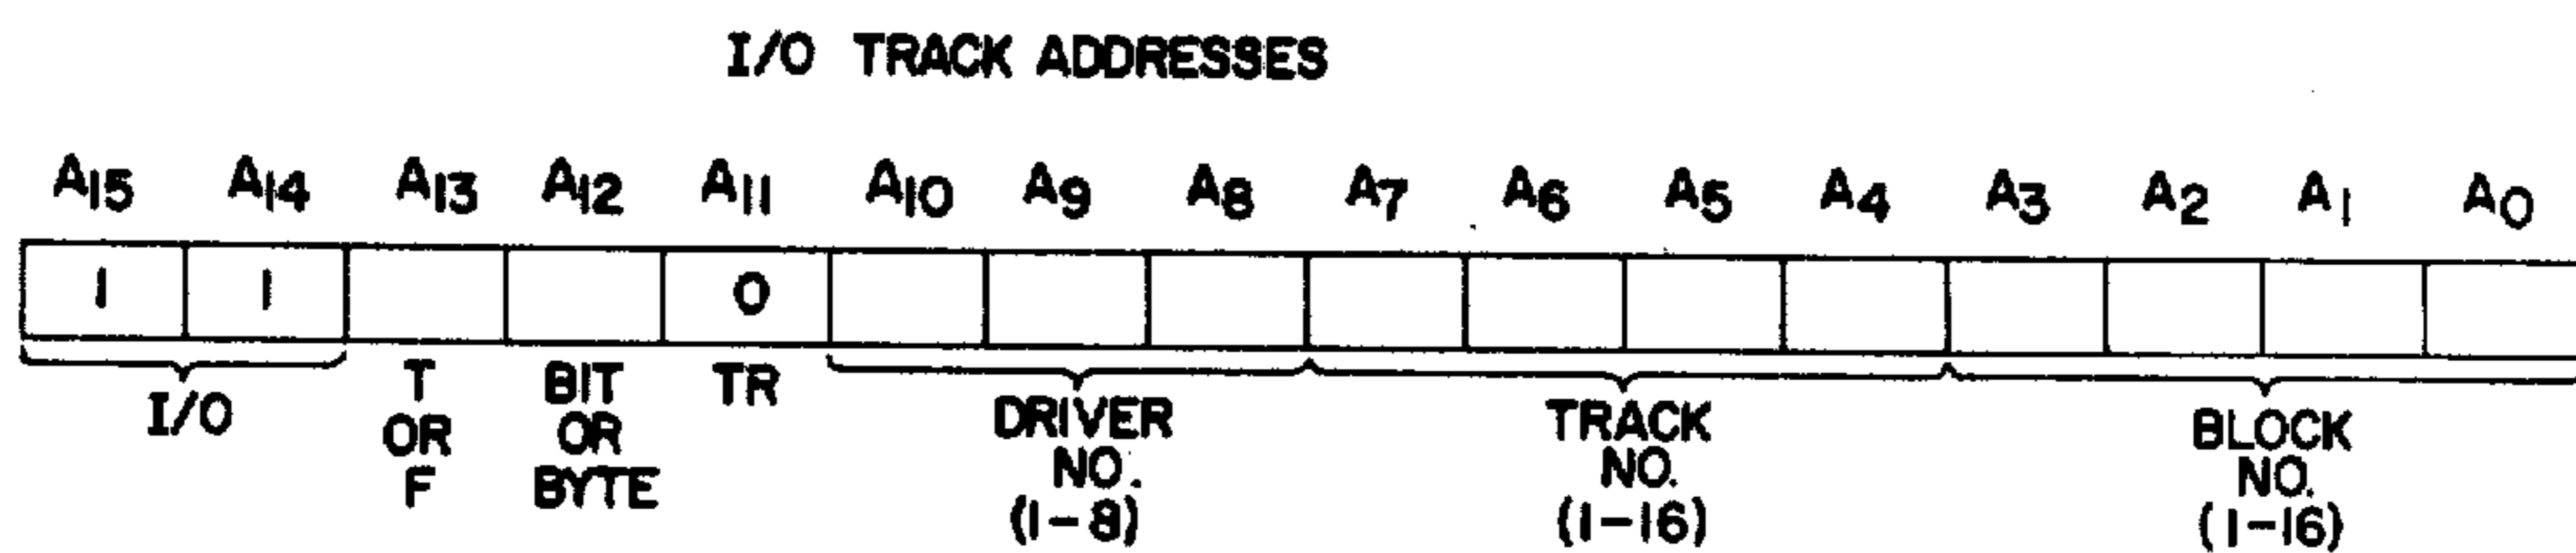 I/O TRACK ADDRESSES
A15 A14 A13 A12 A11 A10 A9 A8 A7 A6 A5 A4 A3 A2 A1 A0
1 1 0
I/O T OR F BIT OR BYTE TR DRIVER NO. (1-8) TRACK NO. (1-16) BLOCK NO. (1-16)